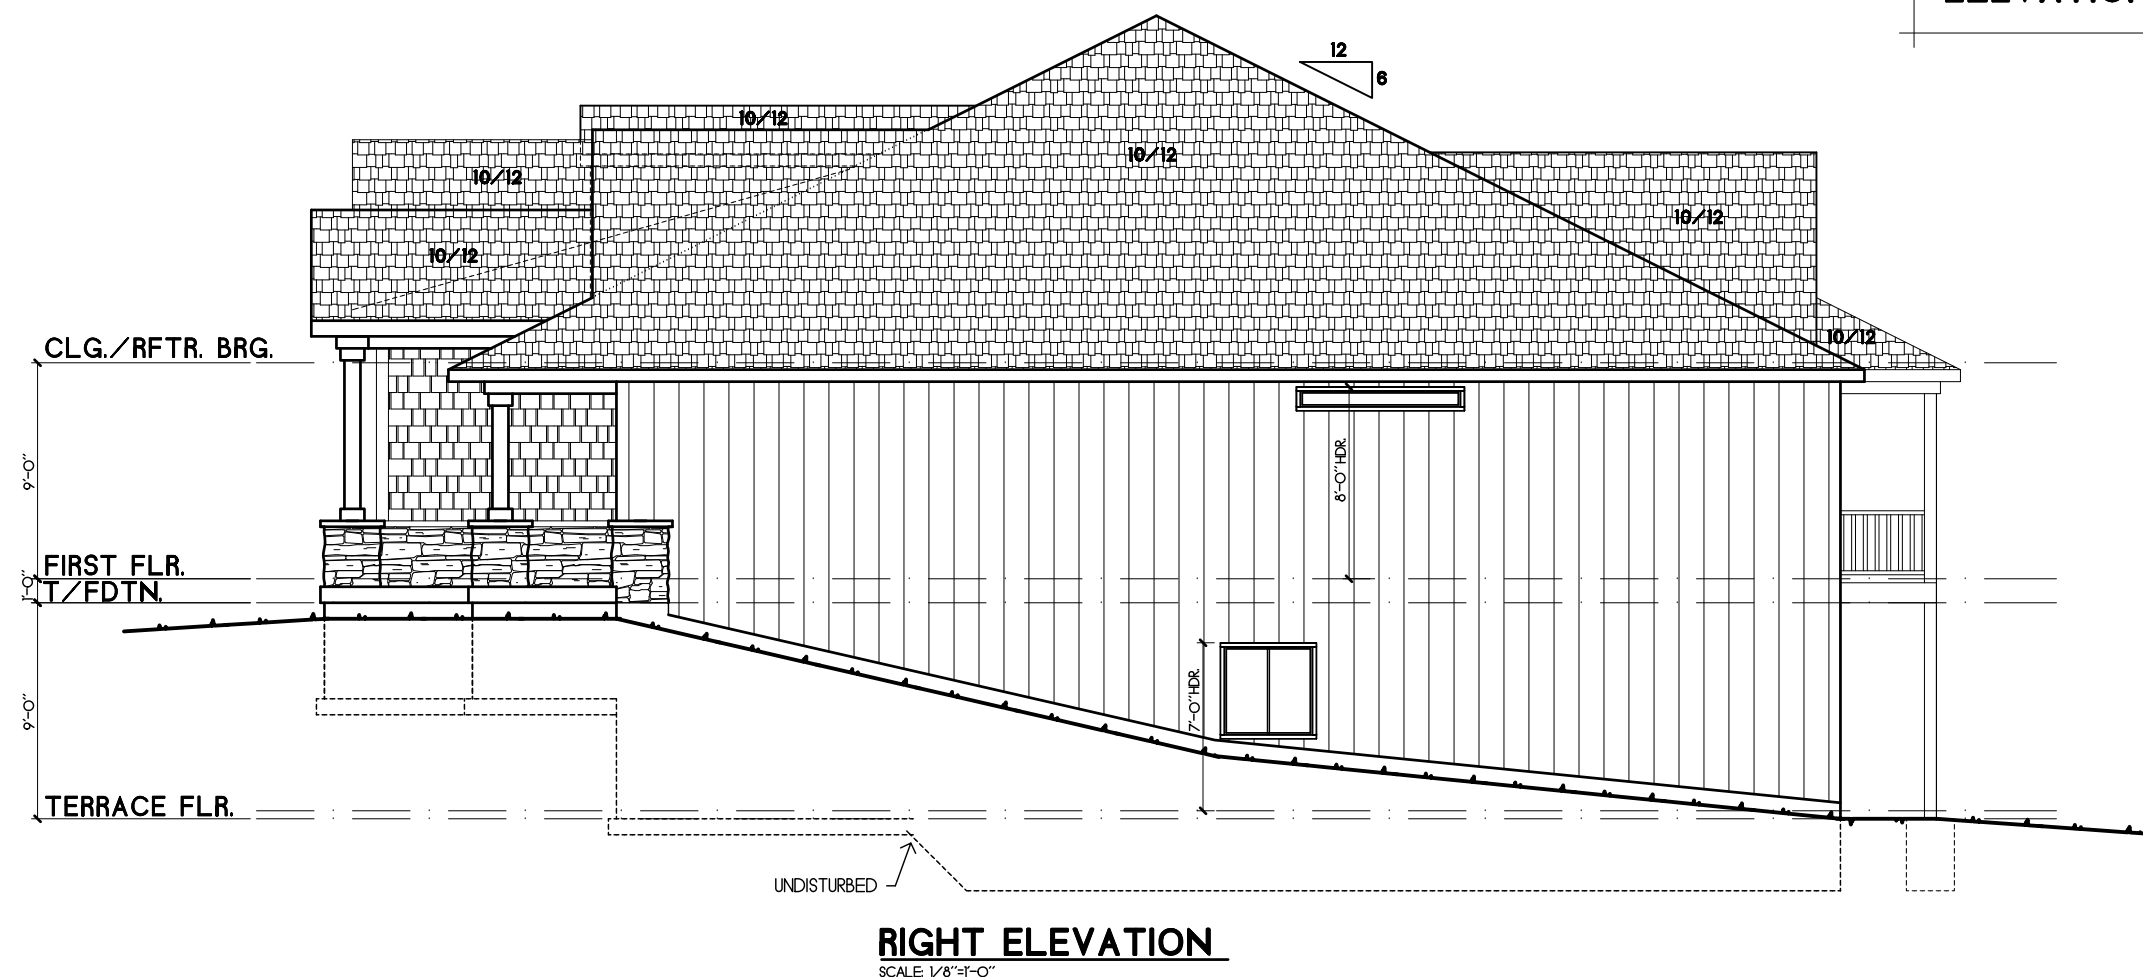 12
6
10/12
10/12
10/12
10/12
10/12
10/12
CLG./RFTR. BRG.
9'-0"
8'-0" HDR.
FIRST FLR.
1'-0"
T/FDTN.
9'-0"
7'-0" HDR.
TERRACE FLR.
UNDISTURBED
RIGHT ELEVATION
SCALE: 1/8"=1'-0"